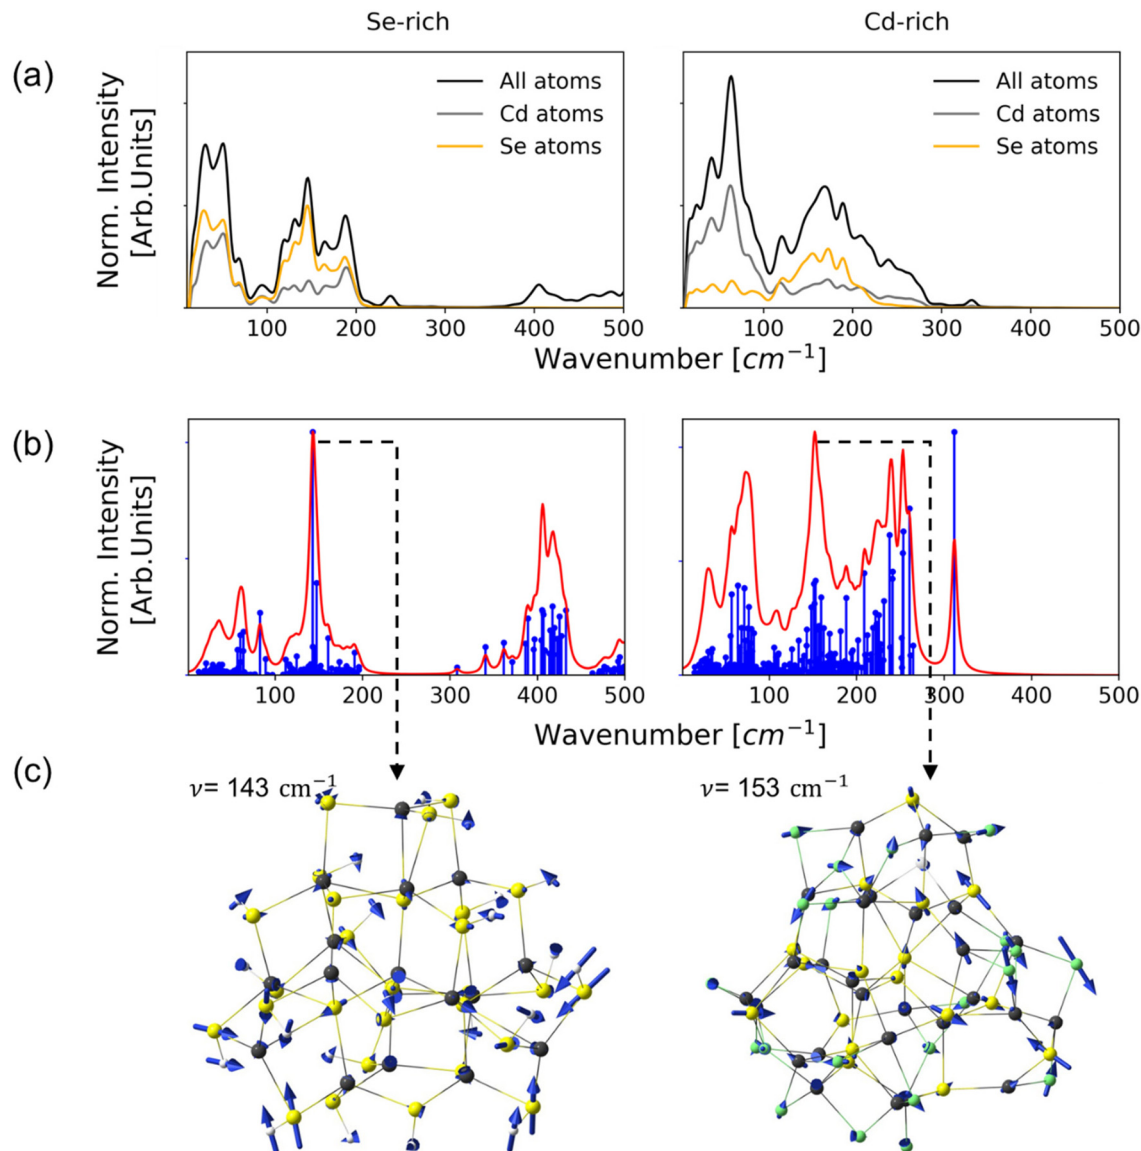 Se-rich Cd-rich
(a)
Norm. Intensity
[Arb.Units]
All atoms
Cd atoms
Se atoms
All atoms
Cd atoms
Se atoms
100 200 300 400 500 100 200 300 400 500
Wavenumber [cm⁻¹]
(b)
Norm. Intensity
[Arb.Units]
100 200 300 400 500 100 200 300 400 500
Wavenumber [cm⁻¹]
(c)
ν= 143 cm⁻¹ ν= 153 cm⁻¹